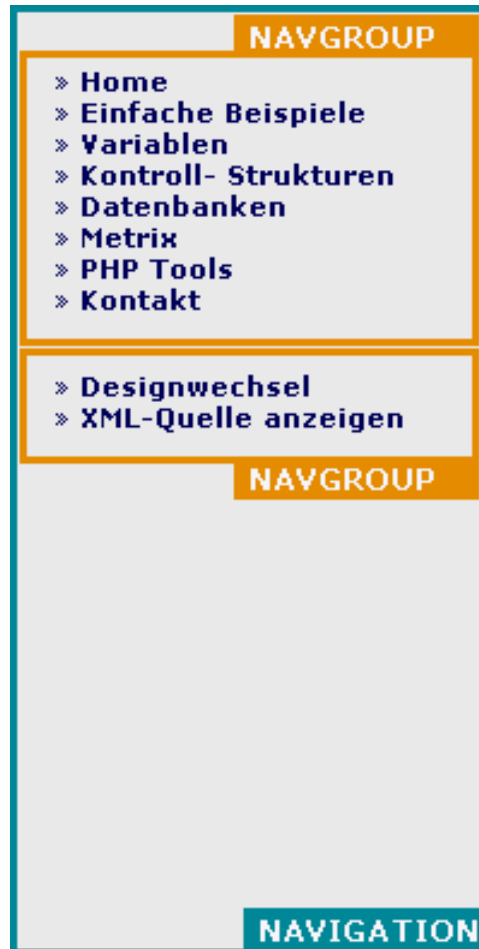 NAVGROUP
» Home
» Einfache Beispiele
» Variablen
» Kontroll- Strukturen
» Datenbanken
» Metrix
» PHP Tools
» Kontakt
» Designwechsel
» XML-Quelle anzeigen
NAVGROUP
NAVIGATION